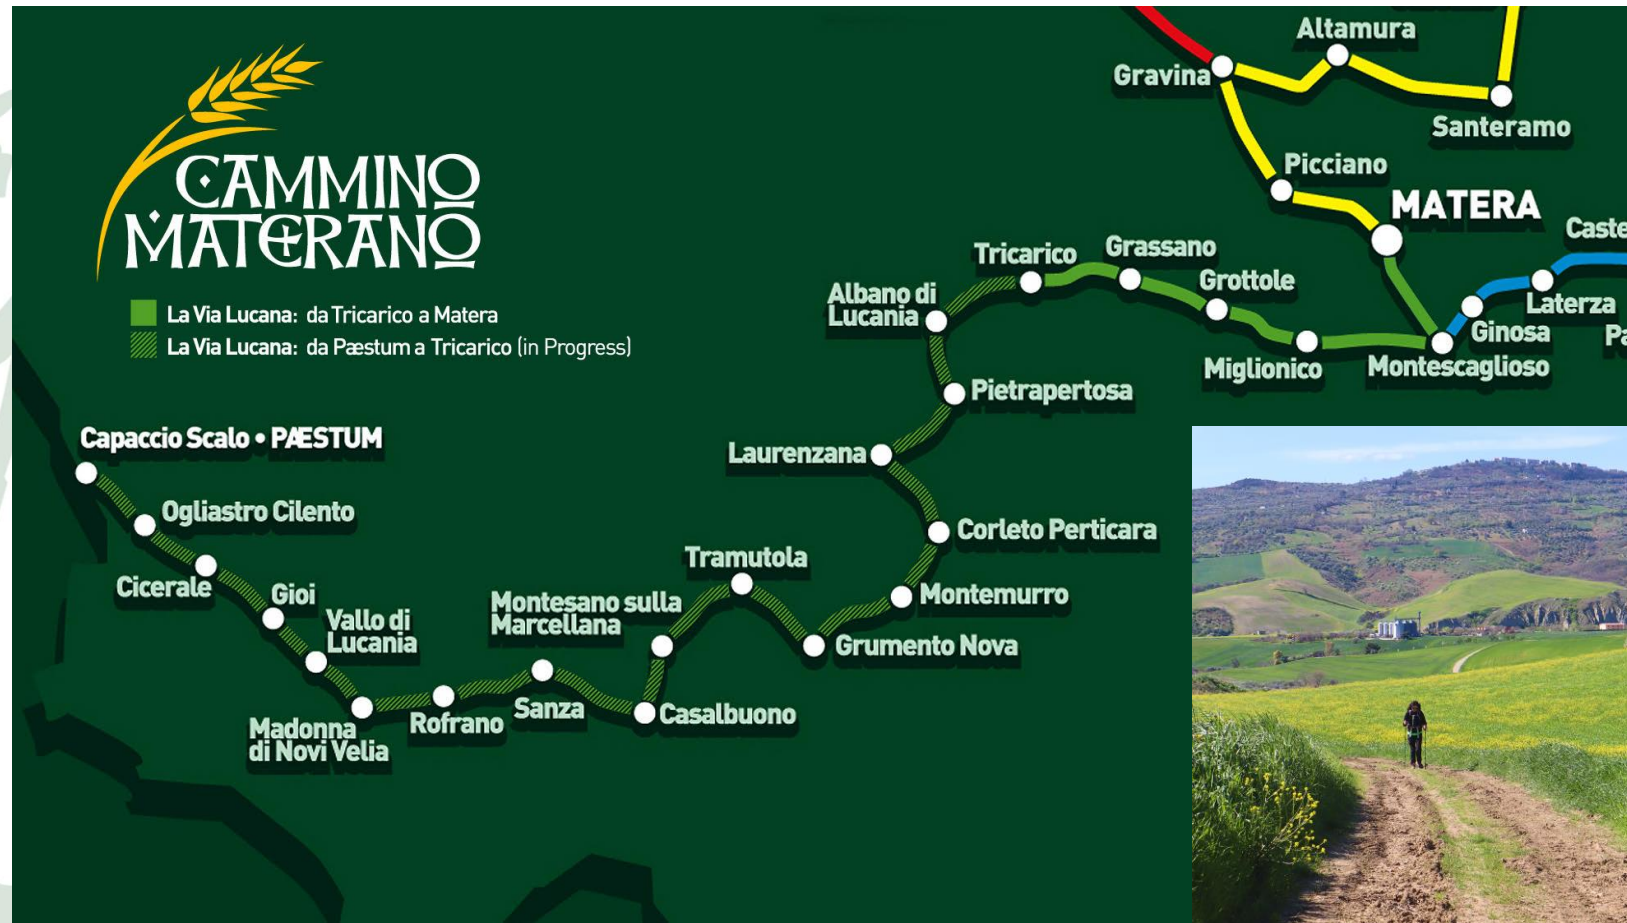 CAMMINO
MATERANO
La Via Lucana: da Tricarico a Matera
La Via Lucana: da Pæstum a Tricarico (in Progress)
Altamura
Gravina
Santeramo
Picciano
MATERA
Caste
Tricarico
Grassano
Grottole
Albano di
Lucania
Laterza
Ginosa
Pa
Miglionico
Montescaglioso
Pietrapertosa
Capaccio Scalo • PÆSTUM
Laurenzana
Ogliastro Cilento
Corleto Perticara
Tramutola
Cicerale
Gioi
Montesano sulla
Marcellana
Montemurro
Vallo di
Lucania
Grumento Nova
Sanza
Casalbuono
Rofrano
Madonna
di Novi Velia